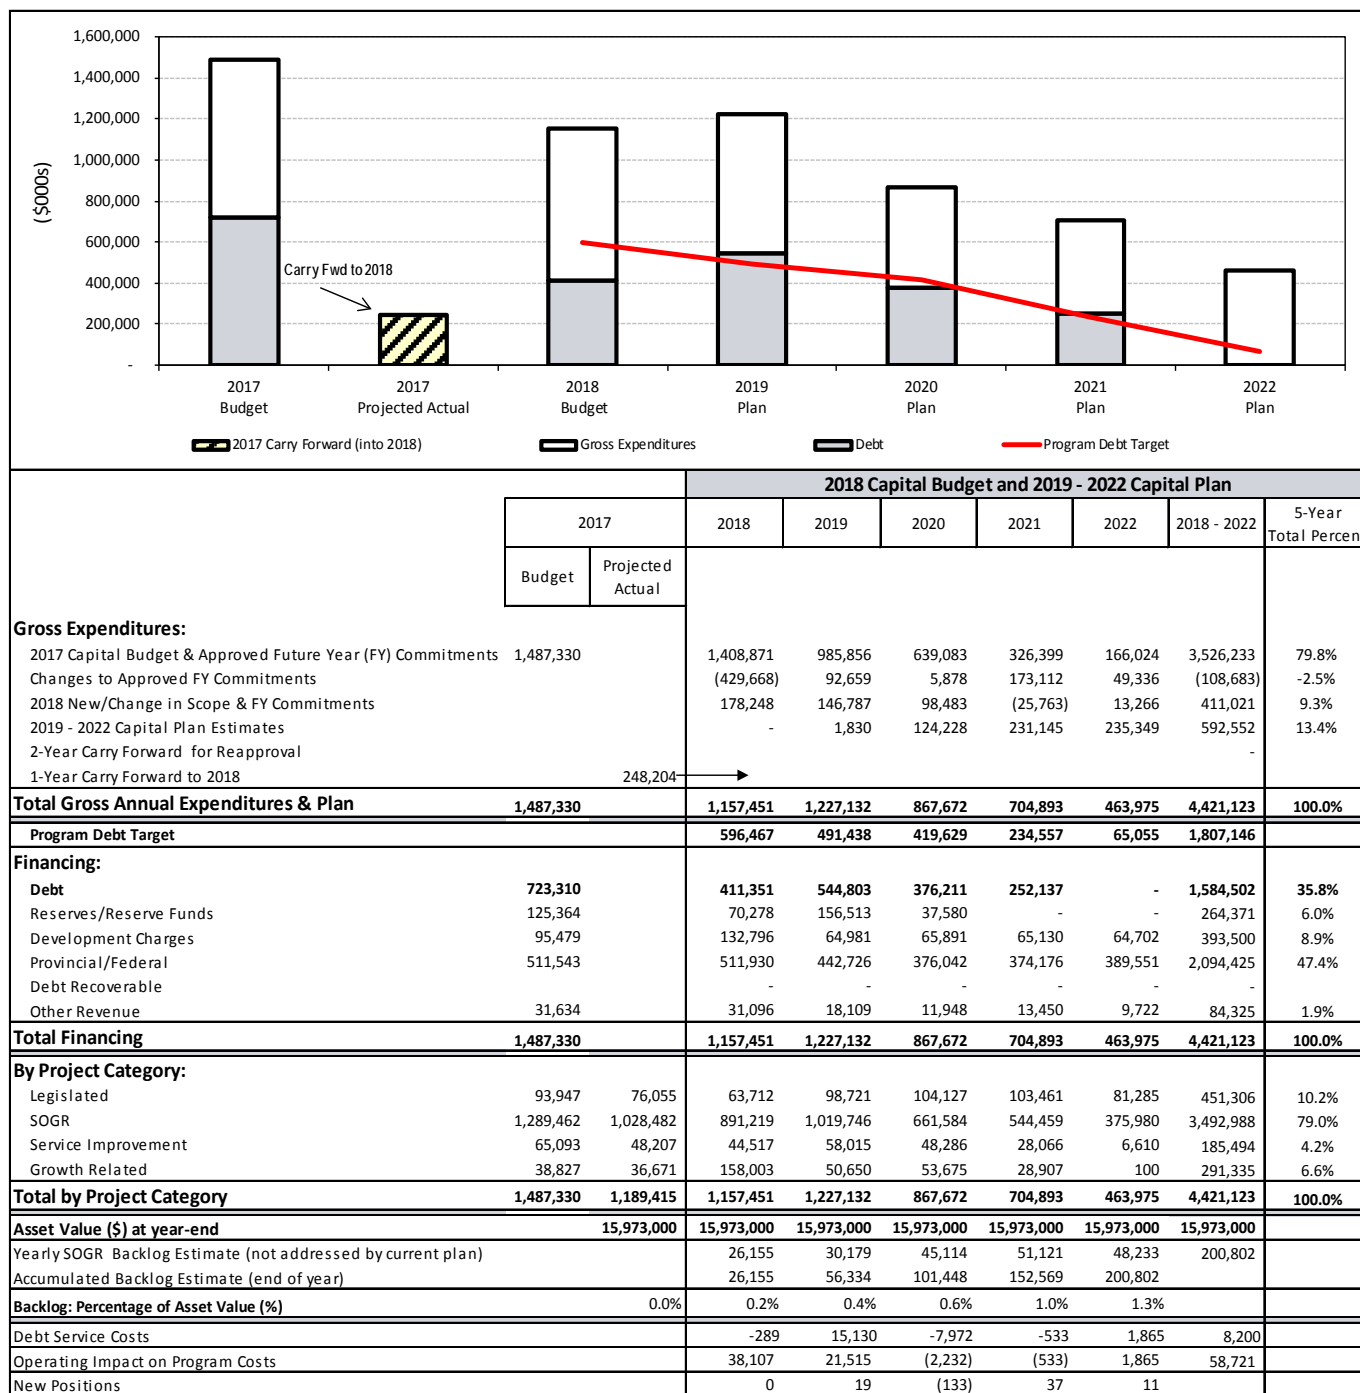 1,600,000
1,400,000
1,200,000
1,000,000
800,000
600,000
400,000
200,000
-
($000s)
Carry Fwd to 2018
2017 2017 2018 2019 2020 2021 2022
Budget Projected Actual Budget Plan Plan Plan Plan
2017 Carry Forward (into 2018) Gross Expenditures Debt Program Debt Target
2018 Capital Budget and 2019 - 2022 Capital Plan
2017 2018 2019 2020 2021 2022 2018 - 2022 5-Year
Total Percen
Budget Projected
Actual
Gross Expenditures:
2017 Capital Budget & Approved Future Year (FY) Commitments 1,487,330 1,408,871 985,856 639,083 326,399 166,024 3,526,233 79.8%
Changes to Approved FY Commitments (429,668) 92,659 5,878 173,112 49,336 (108,683) -2.5%
2018 New/Change in Scope & FY Commitments 178,248 146,787 98,483 (25,763) 13,266 411,021 9.3%
2019 - 2022 Capital Plan Estimates - 1,830 124,228 231,145 235,349 592,552 13.4%
2-Year Carry Forward for Reapproval -
1-Year Carry Forward to 2018 248,204
Total Gross Annual Expenditures & Plan 1,487,330 1,157,451 1,227,132 867,672 704,893 463,975 4,421,123 100.0%
Program Debt Target 596,467 491,438 419,629 234,557 65,055 1,807,146
Financing:
Debt 723,310 411,351 544,803 376,211 252,137 - 1,584,502 35.8%
Reserves/Reserve Funds 125,364 70,278 156,513 37,580 - - 264,371 6.0%
Development Charges 95,479 132,796 64,981 65,891 65,130 64,702 393,500 8.9%
Provincial/Federal 511,543 511,930 442,726 376,042 374,176 389,551 2,094,425 47.4%
Debt Recoverable - - - - - -
Other Revenue 31,634 31,096 18,109 11,948 13,450 9,722 84,325 1.9%
Total Financing 1,487,330 1,157,451 1,227,132 867,672 704,893 463,975 4,421,123 100.0%
By Project Category:
Legislated 93,947 76,055 63,712 98,721 104,127 103,461 81,285 451,306 10.2%
SOGR 1,289,462 1,028,482 891,219 1,019,746 661,584 544,459 375,980 3,492,988 79.0%
Service Improvement 65,093 48,207 44,517 58,015 48,286 28,066 6,610 185,494 4.2%
Growth Related 38,827 36,671 158,003 50,650 53,675 28,907 100 291,335 6.6%
Total by Project Category 1,487,330 1,189,415 1,157,451 1,227,132 867,672 704,893 463,975 4,421,123 100.0%
Asset Value ($) at year-end 15,973,000 15,973,000 15,973,000 15,973,000 15,973,000 15,973,000 15,973,000
Yearly SOGR Backlog Estimate (not addressed by current plan) 26,155 30,179 45,114 51,121 48,233 200,802
Accumulated Backlog Estimate (end of year) 26,155 56,334 101,448 152,569 200,802
Backlog: Percentage of Asset Value (%) 0.0% 0.2% 0.4% 0.6% 1.0% 1.3%
Debt Service Costs -289 15,130 -7,972 -533 1,865 8,200
Operating Impact on Program Costs 38,107 21,515 (2,232) (533) 1,865 58,721
New Positions 0 19 (133) 37 11